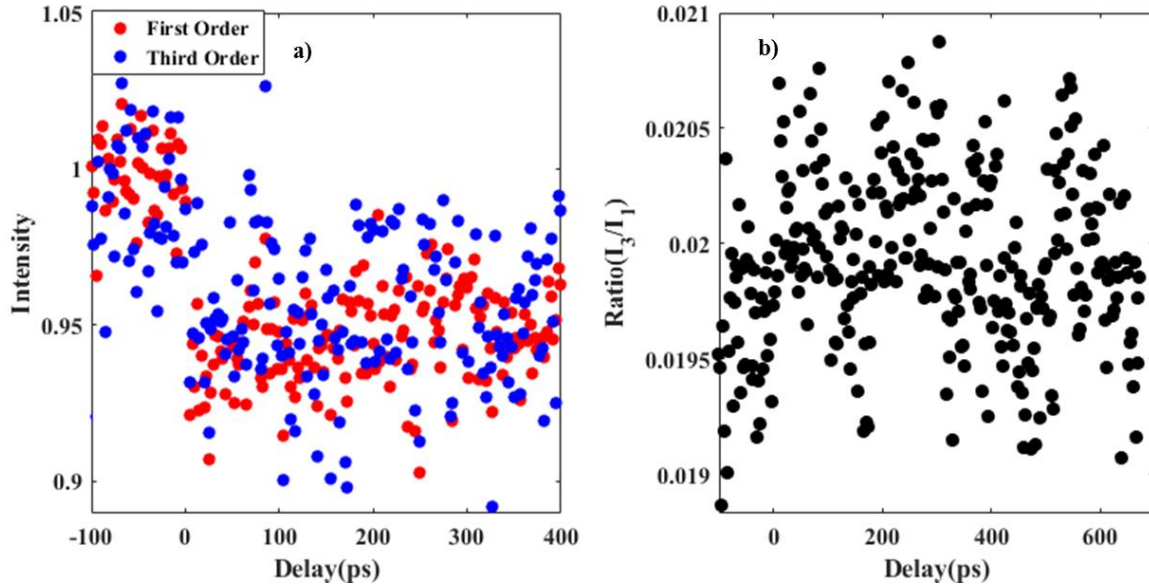 1.05
First Order
Third Order
a)
1
0.95
0.9
Intensity
-100
0
100
200
300
400
Delay(ps)
0.021
b)
0.0205
0.02
0.0195
0.019
Ratio(I3/I1)
0
200
400
600
Delay(ps)